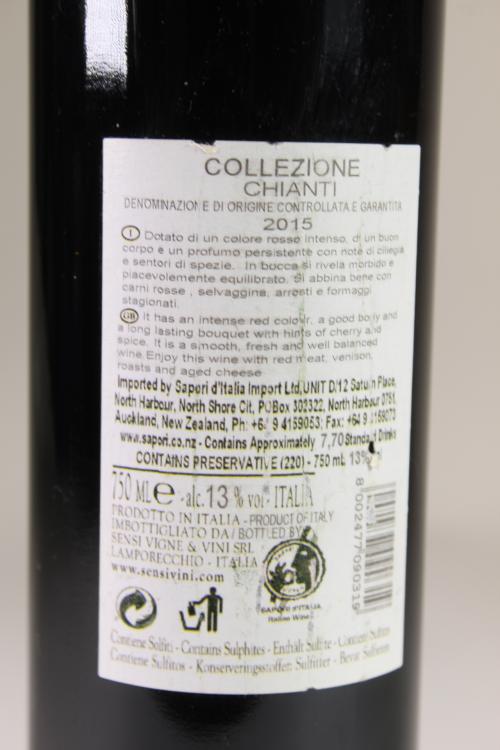 COLLEZIONE
CHIANTI
DENOMINAZIONE DI ORIGINE CONTROLLATA E GARANTITA
2015
I Dotato di un colore rosso intenso, di un buon
corpo e un profumo persistente con note di ciliegia
e sentori di spezie. In bocca si rivela morbido e
piacevolmente equilibrato. Si abbina bene con
carni rosse , selvaggina, arrosti e formaggi
stagionati.
GB It has an intense red colour, a good body and
a long lasting bouquet with hints of cherry and
spice. It is a smooth, fresh and well balanced
wine.Enjoy this wine with red meat, venison,
roasts and aged cheese
Imported by Sapori d'Italia Import Ltd,UNIT D/12 Saturn Place,
North Harbour, North Shore Cit, POBox 302322, North Harbour 0751,
Auckland, New Zealand, Ph: +64 9 4159053; Fax: +64 9 4159073
www.sapori.co.nz - Contains Approximately 7,70 Standard Drinks
CONTAINS PRESERVATIVE (220) - 750 mL 13%
750 ML e - alc. 13 % vol - ITALIA
PRODOTTO IN ITALIA - PRODUCT OF ITALY
IMBOTTIGLIATO DA / BOTTLED BY
SENSI VIGNE & VINI SRL
LAMPORECCHIO - ITALIA
www.sensivini.com
SAPORI D'ITALIA
Italian Wine
8002477090319
Contiene Solfiti - Contains Sulphites - Enthält Sulfite - Contient Sulfites
Contiene Sulfitos - Konserveringsstoffer: Sulfitter - Bevat Sulfieten